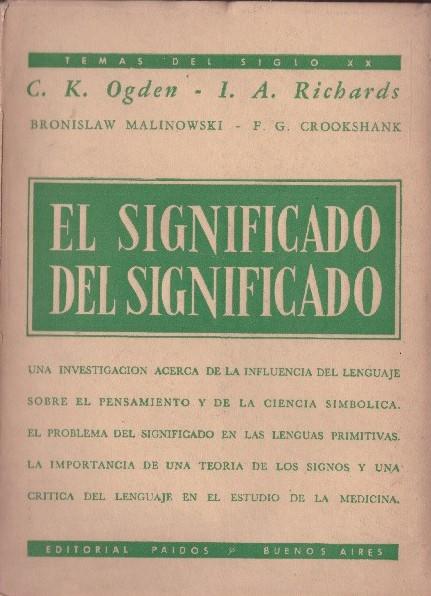 TEMAS DEL SIGLO XX
C. K. Ogden - I. A. Richards
BRONISLAW MALINOWSKI - F. G. CROOKSHANK
EL SIGNIFICADO
DEL SIGNIFICADO
UNA INVESTIGACION ACERCA DE LA INFLUENCIA DEL LENGUAJE
SOBRE EL PENSAMIENTO Y DE LA CIENCIA SIMBOLICA.
EL PROBLEMA DEL SIGNIFICADO EN LAS LENGUAS PRIMITIVAS.
LA IMPORTANCIA DE UNA TEORIA DE LOS SIGNOS Y UNA
CRITICA DEL LENGUAJE EN EL ESTUDIO DE LA MEDICINA.
EDITORIAL PAIDOS BUENOS AIRES